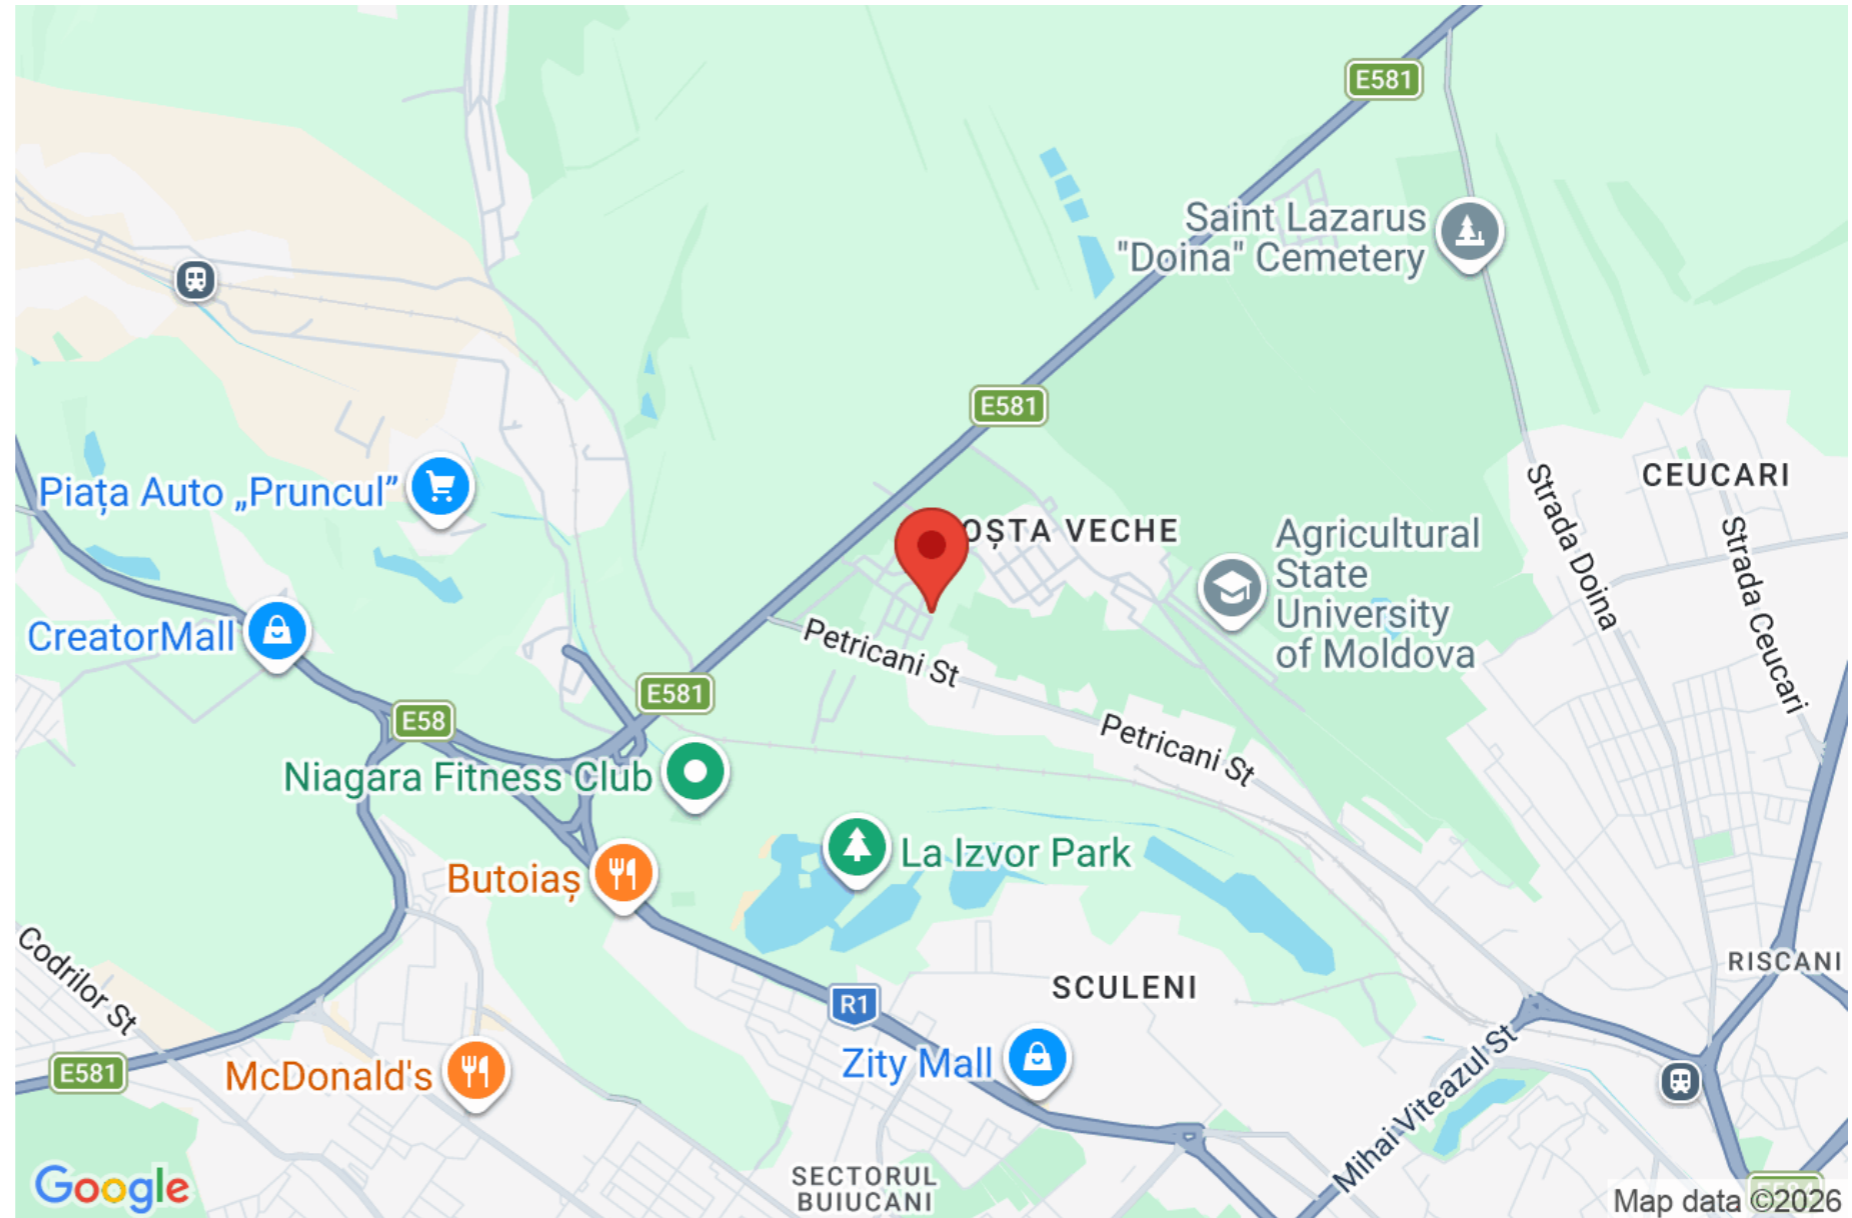 E581
Saint Lazarus
"Doina" Cemetery
E581
CEUCARI
Strada Doina
Strada Ceucari
Piața Auto „Pruncul”
OȘTA VECHE
Agricultural
State
University
of Moldova
CreatorMall
Petricani St
E581
E58
Petricani St
Niagara Fitness Club
La Izvor Park
Butoiaș
Codrilor St
RISCANI
SCULENI
R1
Zity Mall
E581
McDonald's
Mihai Viteazul St
SECTORUL
BUIUCANI
Google
Map data ©2026